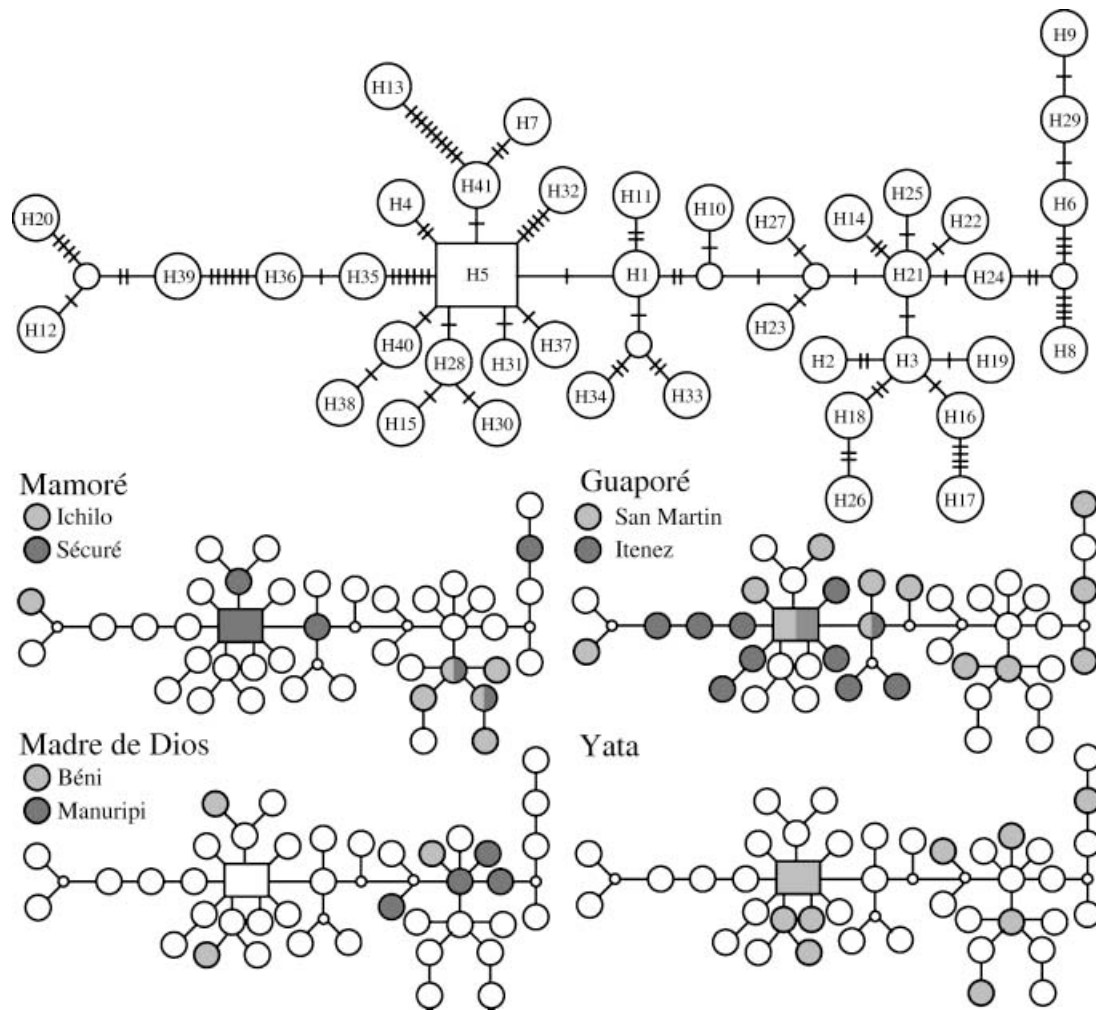 H9
H13
H7
H29
H41
H32
H11
H25
H20
H4
H10
H27
H14
H22
H6
H39
H36
H35
H5
H1
H21
H24
H12
H23
H40
H28
H31
H37
H2
H3
H19
H8
H38
H34
H33
H15
H30
H18
H16
H26
H17
Mamoré
Ichilo
Sécuré
Guaporé
San Martin
Itenez
Madre de Dios
Béni
Manuripi
Yata